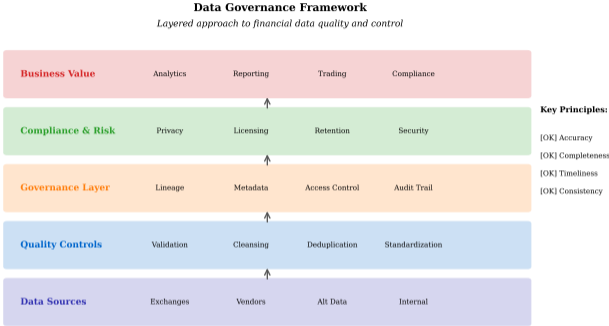 Data Governance Framework
Layered approach to financial data quality and control
Business Value Analytics Reporting Trading Compliance
Compliance & Risk Privacy Licensing Retention Security
Governance Layer Lineage Metadata Access Control Audit Trail
Quality Controls Validation Cleansing Deduplication Standardization
Data Sources Exchanges Vendors Alt Data Internal
Key Principles:
[OK] Accuracy
[OK] Completeness
[OK] Timeliness
[OK] Consistency